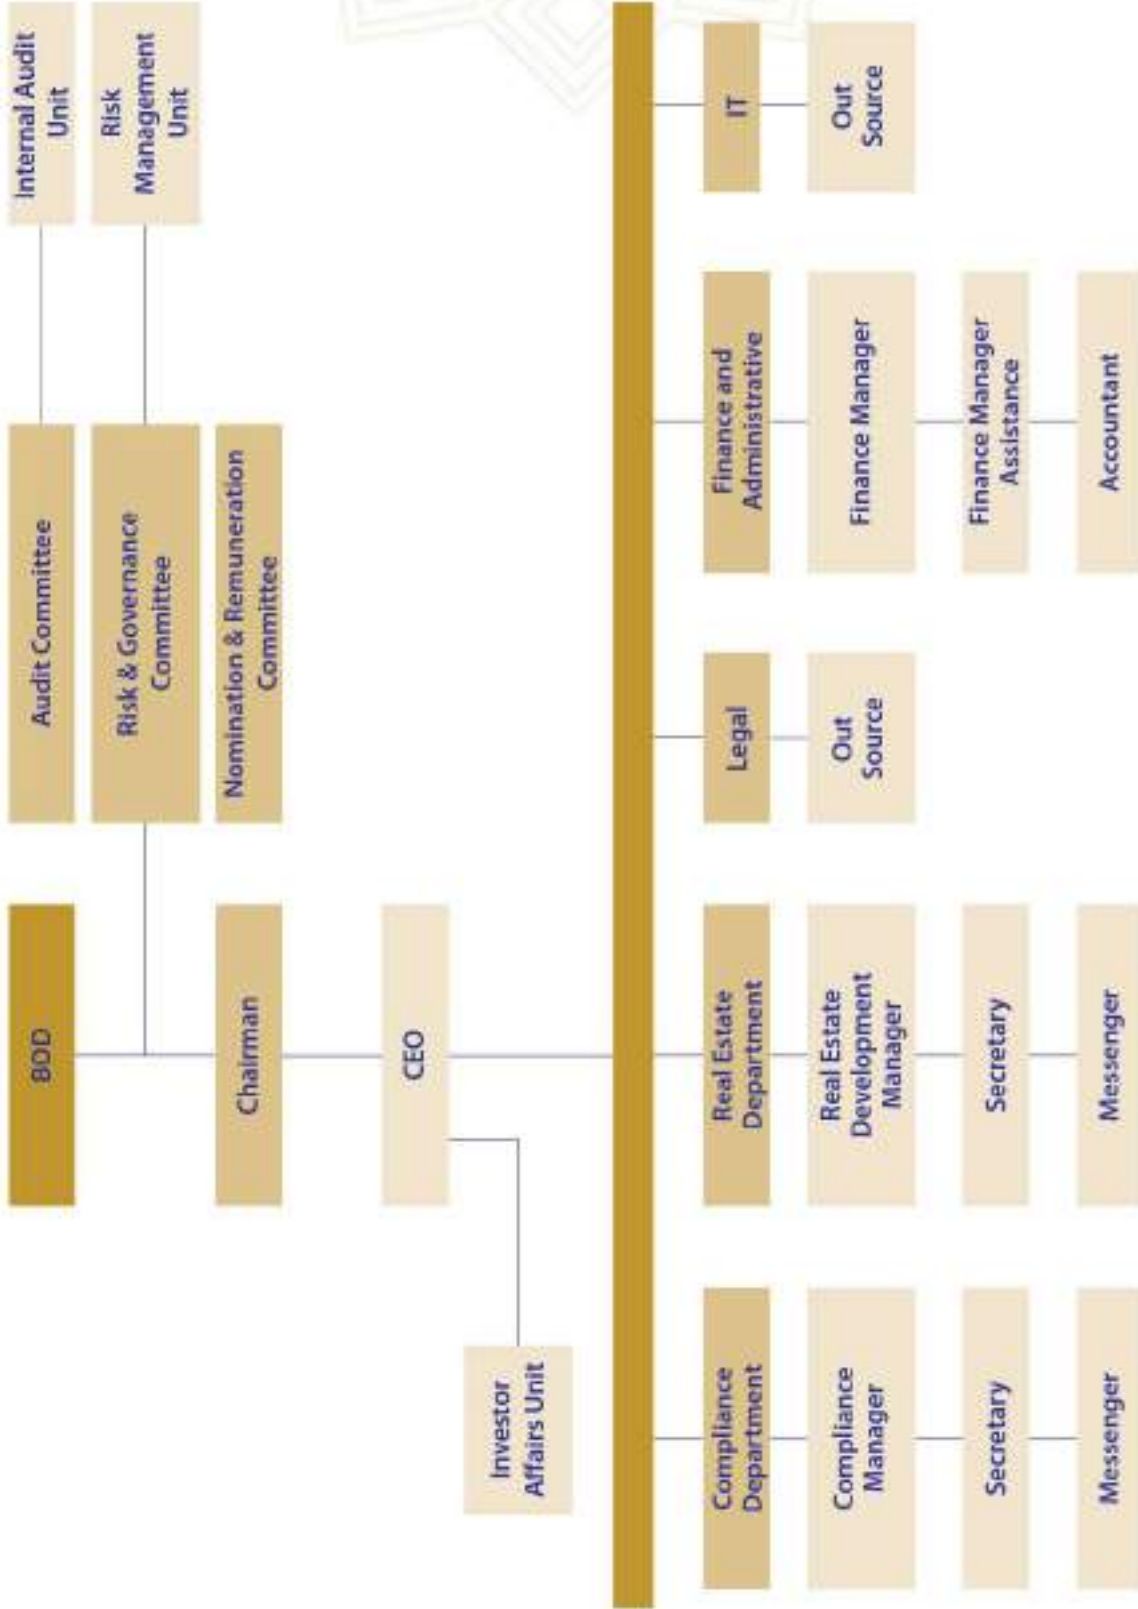 BOD
Audit Committee
Internal Audit
Unit
Risk & Governance
Committee
Risk
Management
Unit
Nomination & Remuneration
Committee
Chairman
CEO
Investor
Affairs Unit
Compliance
Department
Real Estate
Department
Legal
Finance and
Administrative
IT
Compliance
Manager
Real Estate
Development
Manager
Out
Source
Finance Manager
Out
Source
Secretary
Secretary
Finance Manager
Assistance
Messenger
Messenger
Accountant